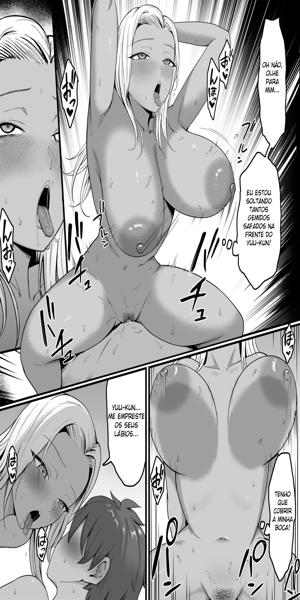 OH NÃO,
OLHE
PARA
MIM...
EU ESTOU
SOLTANDO
TANTOS
GEMIDOS
SAFADOS NA
FRENTE DO
YUU-KUN!
YUU-KUN...
ME EMPRESTE
OS SEUS
LÁBIOS...
TENHO
QUE COBRIR
A MINHA
BOCA!